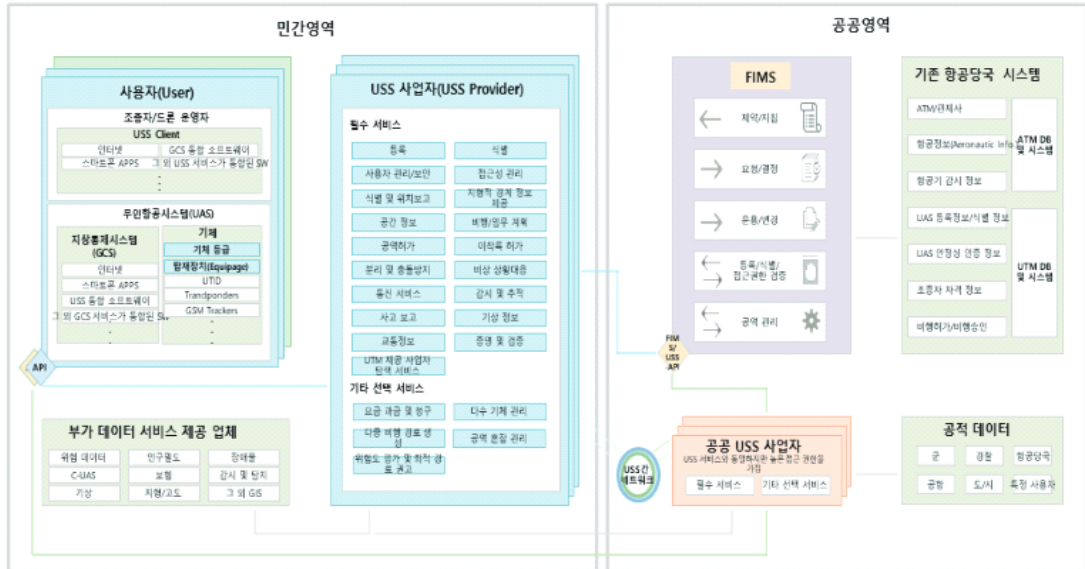 민간영역
사용자(User)
조종자/드론 운영자
USS Client
인터넷
GCS 통합 소프트웨어
스마트폰 APPS
그 외 USS 서비스가 통합된 SW
무인항공시스템(UAS)
지상통제시스템
(GCS)
인터넷
스마트폰 APPS
USS 통합 소프트웨어
그 외 GCS 서비스가 통합된 SW
기체
기체 등급
탑재장치(Equipage)
UTID
Trandponders
GSM Trackers
API
USS 사업자(USS Provider)
필수 서비스
등록
식별
사용자 관리/보안
접근성 관리
식별 및 위치보고
지형적 경계 정보
제공
공간 정보
비행/임무 계획
공역허가
이착륙 허가
분리 및 충돌방지
비상 상황대응
통신 서비스
감시 및 추적
사고 보고
기상 정보
교통정보
증명 및 검증
UTM 제공 사업자
탐색 서비스
기타 선택 서비스
요금 과금 및 청구
다수 기체 관리
다중 비행 경로 생
성
공역 혼잡 관리
위험도 평가 및 최적 경
로 권고
부가 데이터 서비스 제공 업체
위험 데이터
인구밀도
장애물
C-UAS
보험
감시 및 탐지
기상
지형/고도
그 외 GIS
공공영역
FIMS
제약/지침
요청/결정
운용/변경
등록/식별/
접근권한 검증
공역 관리
FIM
S/
USS
API
기존 항공당국 시스템
ATM/관제사
항공정보(Aeronautic Info.)
항공기 감시 정보
ATM DB
및 시스템
UAS 등록정보/식별 정보
UAS 안정성 인증 정보
조종자 자격 정보
비행허가/비행승인
UTM DB
및 시스템
USS간
네트워크
공공 USS 사업자
USS 서비스와 동일하지만 높은 접근 권한을
가짐
필수 서비스
기타 선택 서비스
공적 데이터
군
경찰
항공당국
공항
도/시
특정 사용자